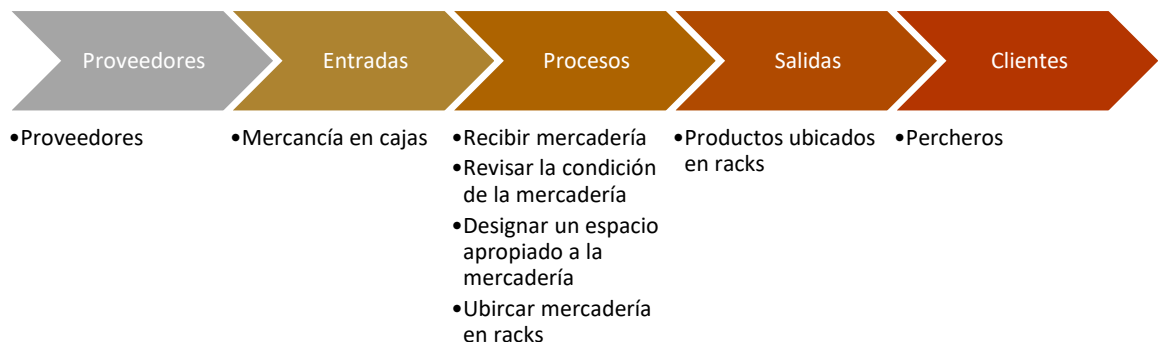 Proveedores
Entradas
Procesos
Salidas
Clientes
•Proveedores
•Mercancía en cajas
•Recibir mercadería
•Revisar la condición
de la mercadería
•Designar un espacio
apropiado a la
mercadería
•Ubircar mercadería
en racks
•Productos ubicados
en racks
•Percheros